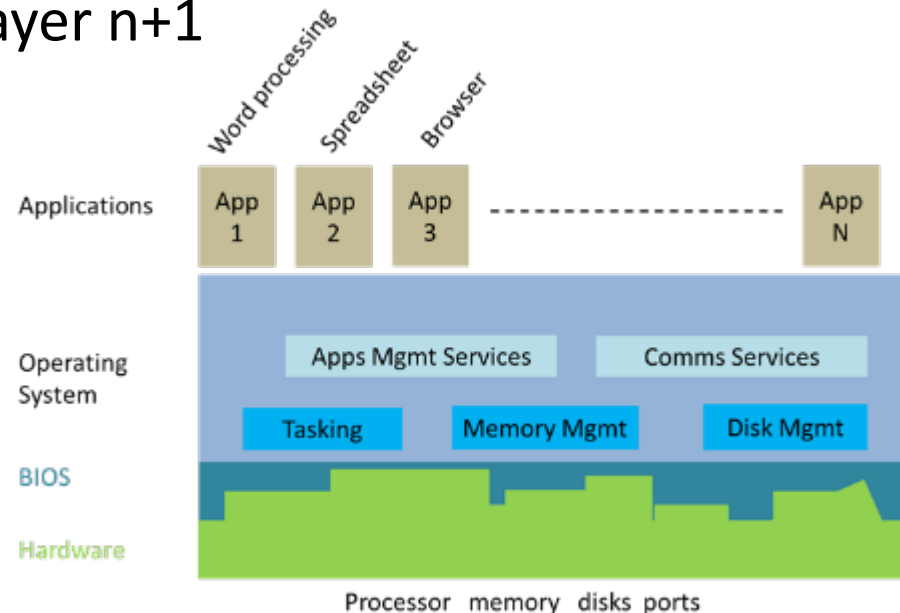 ayer n+1
Word processing
Spreadsheet
Browser
Applications
App
1
App
2
App
3
App
N
Operating
System
Apps Mgmt Services
Comms Services
Tasking
Memory Mgmt
Disk Mgmt
BIOS
Hardware
Processor memory disks ports